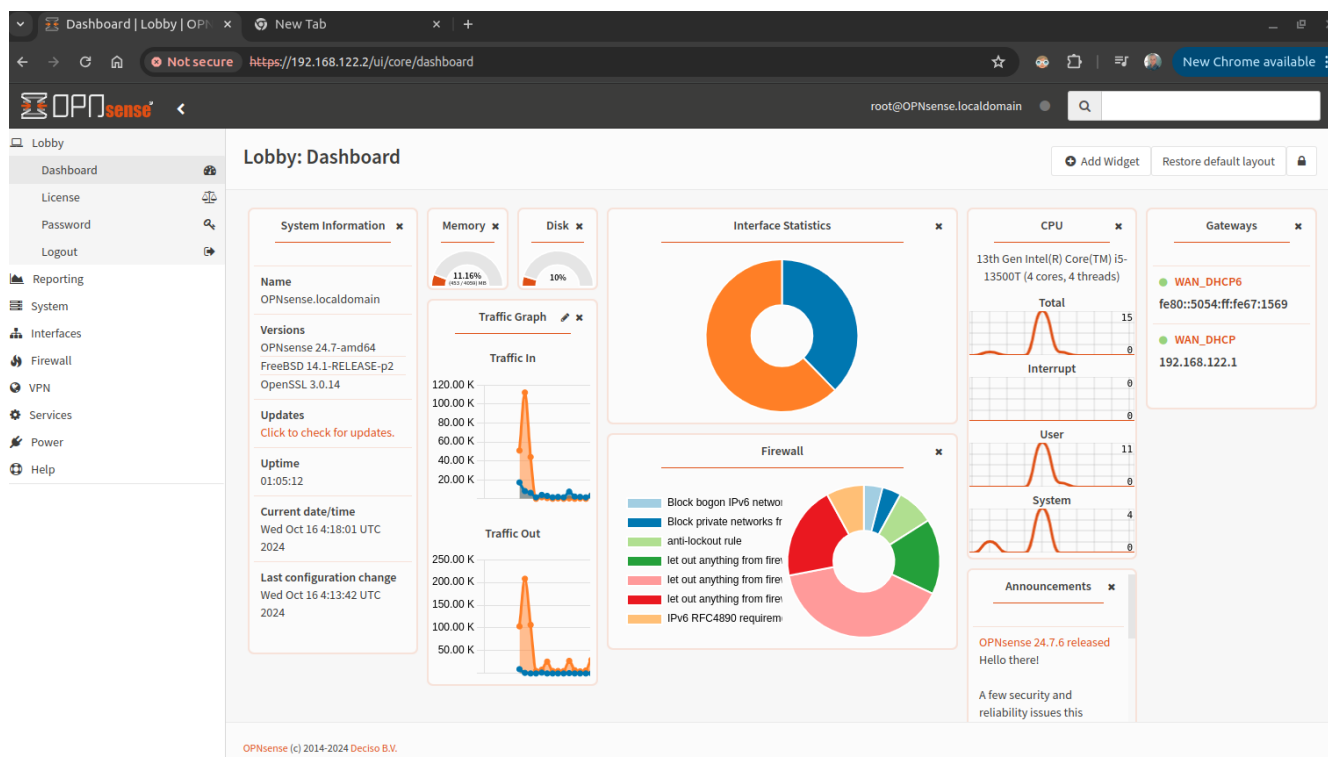 Dashboard | Lobby | OPN
New Tab
Not secure
https://192.168.122.2/ui/core/dashboard
New Chrome available
OPNsense
root@OPNsense.localdomain
Lobby
Dashboard
License
Password
Logout
Reporting
System
Interfaces
Firewall
VPN
Services
Power
Help
Lobby: Dashboard
Add Widget
Restore default layout
System Information
Name
OPNsense.localdomain
Versions
OPNsense 24.7-amd64
FreeBSD 14.1-RELEASE-p2
OpenSSL 3.0.14
Updates
Click to check for updates.
Uptime
01:05:12
Current date/time
Wed Oct 16 4:18:01 UTC
2024
Last configuration change
Wed Oct 16 4:13:42 UTC
2024
Memory
11.16%
(453 / 4059) MB
Disk
10%
Traffic Graph
Traffic In
120.00 K
100.00 K
80.00 K
60.00 K
40.00 K
20.00 K
Traffic Out
250.00 K
200.00 K
150.00 K
100.00 K
50.00 K
Interface Statistics
Firewall
Block bogon IPv6 networ
Block private networks fr
anti-lockout rule
let out anything from firew
let out anything from firew
let out anything from firew
IPv6 RFC4890 requirem
CPU
13th Gen Intel(R) Core(TM) i5-
13500T (4 cores, 4 threads)
Total
15
0
Interrupt
0
0
User
11
0
System
4
0
Announcements
OPNsense 24.7.6 released
Hello there!
A few security and
reliability issues this
Gateways
WAN_DHCP6
fe80::5054:ff:fe67:1569
WAN_DHCP
192.168.122.1
OPNsense (c) 2014-2024 Deciso B.V.